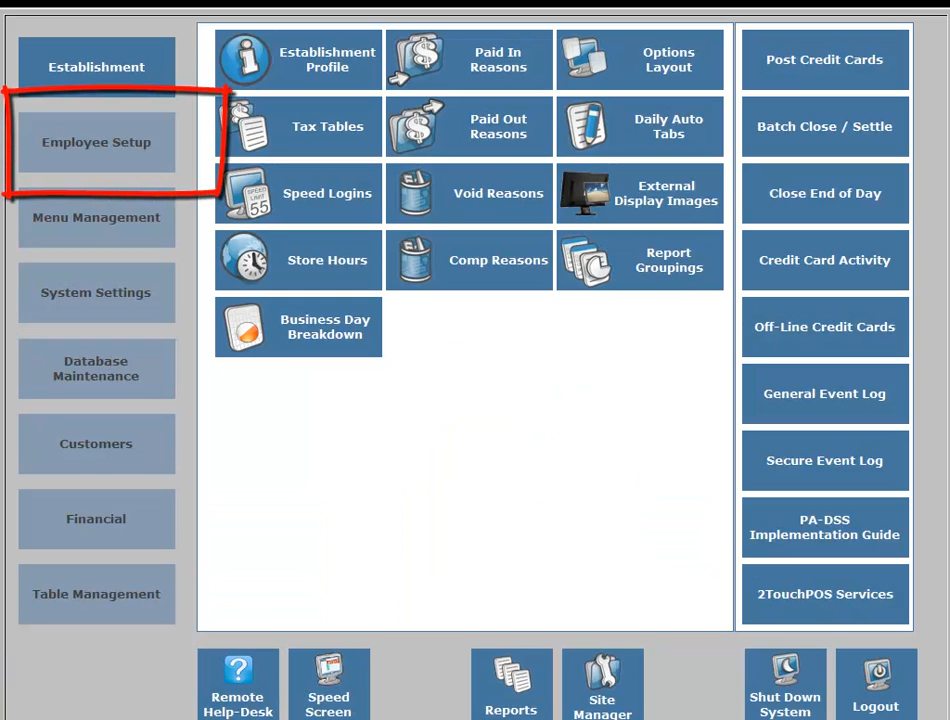 Establishment
Employee Setup
Menu Management
System Settings
Database
Maintenance
Customers
Financial
Table Management
Establishment
Profile
Paid In
Reasons
Options
Layout
Tax Tables
Paid Out
Reasons
Daily Auto
Tabs
SPEED
LIMIT
55
Speed Logins
Void Reasons
External
Display Images
Store Hours
Comp Reasons
Report
Groupings
Business Day
Breakdown
Post Credit Cards
Batch Close / Settle
Close End of Day
Credit Card Activity
Off-Line Credit Cards
General Event Log
Secure Event Log
PA-DSS
Implementation Guide
2TouchPOS Services
Remote
Help-Desk
Speed
Screen
Reports
Site
Manager
Shut Down
System
Logout